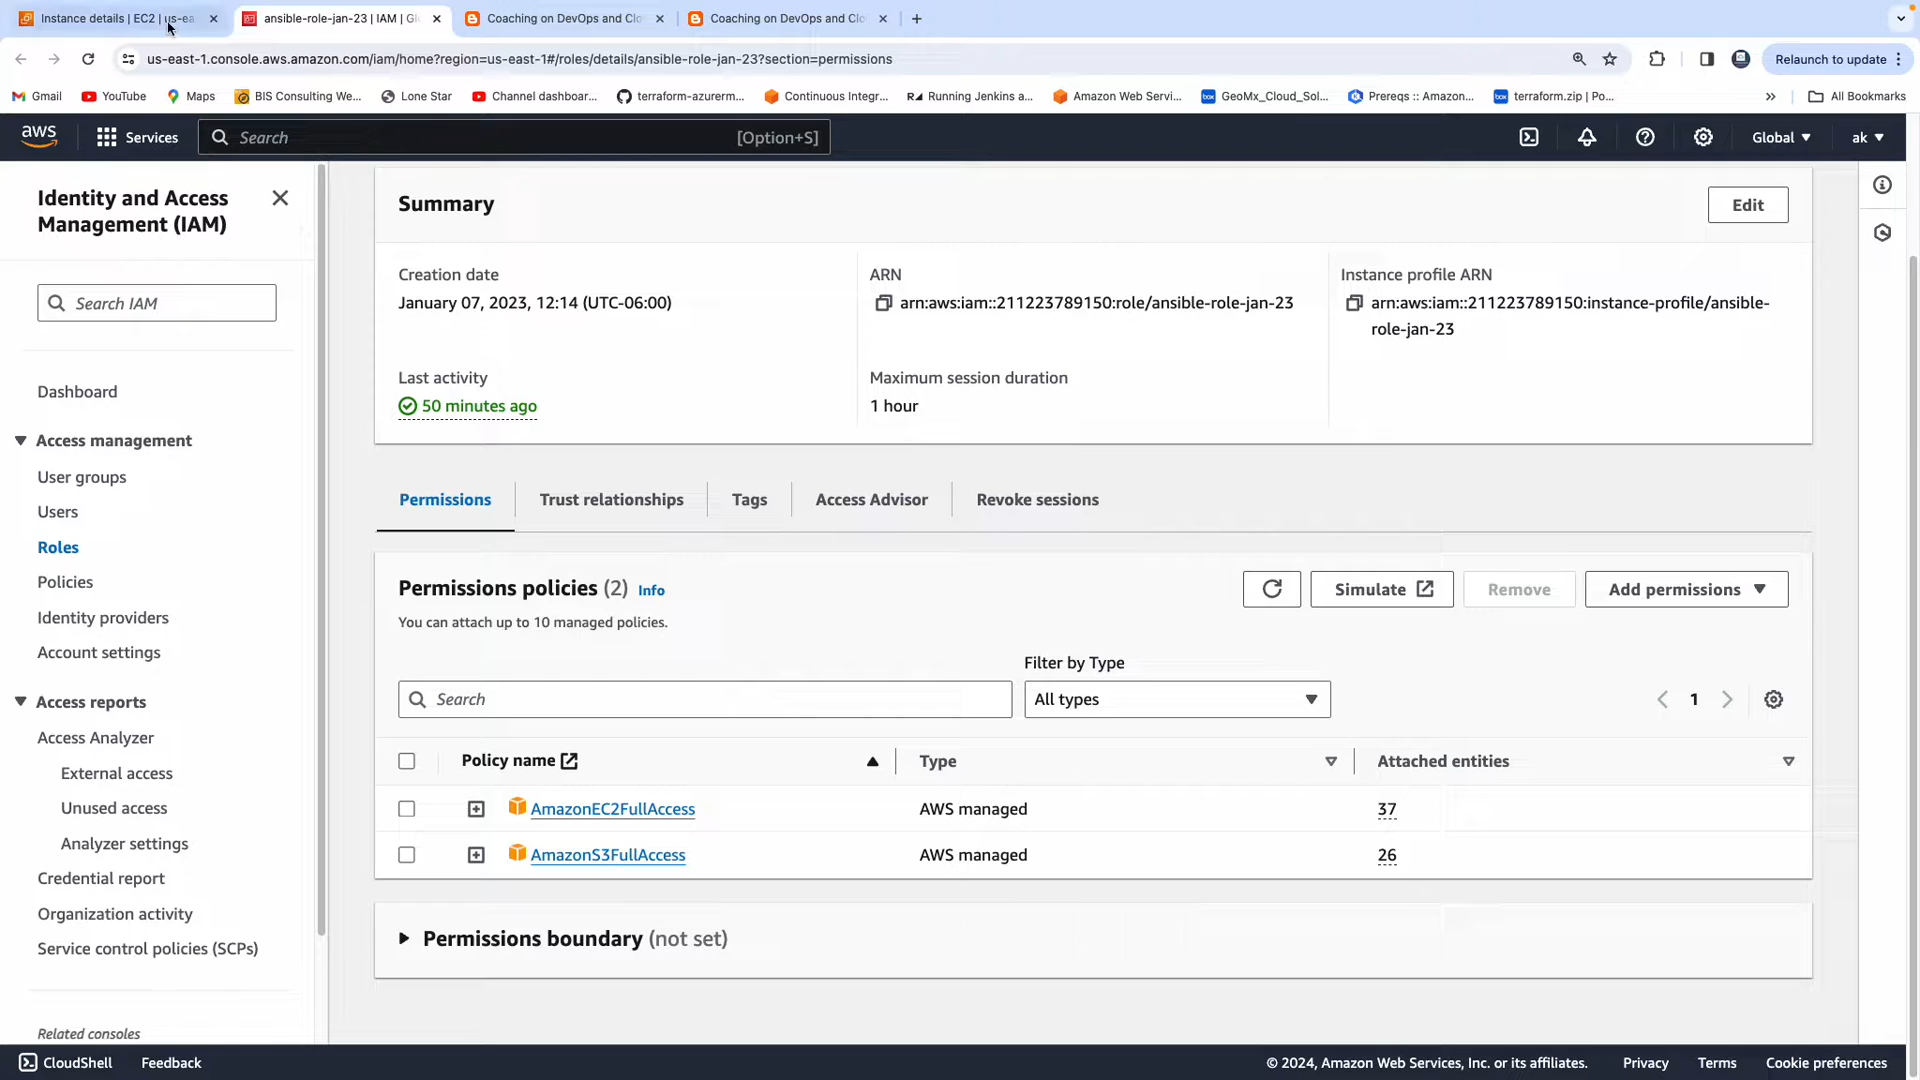 Instance details | EC2 | us-ea
ansible-role-jan-23 | IAM | Gl
Coaching on DevOps and Clo
Coaching on DevOps and Clo
us-east-1.console.aws.amazon.com/iam/home?region=us-east-1#/roles/details/ansible-role-jan-23?section=permissions
Relaunch to update
Gmail
YouTube
Maps
BIS Consulting We...
Lone Star
Channel dashboar...
terraform-azurerm...
Continuous Integr...
Running Jenkins a...
Amazon Web Servi...
GeoMx_Cloud_Sol...
Prereqs :: Amazon...
terraform.zip | Po...
All Bookmarks
aws
Services
Search
[Option+S]
Global
ak
Identity and Access
Management (IAM)
Search IAM
Dashboard
Access management
User groups
Users
Roles
Policies
Identity providers
Account settings
Access reports
Access Analyzer
External access
Unused access
Analyzer settings
Credential report
Organization activity
Service control policies (SCPs)
Related consoles
Summary
Edit
Creation date
January 07, 2023, 12:14 (UTC-06:00)
ARN
arn:aws:iam::211223789150:role/ansible-role-jan-23
Instance profile ARN
arn:aws:iam::211223789150:instance-profile/ansible-
role-jan-23
Last activity
50 minutes ago
Maximum session duration
1 hour
Permissions
Trust relationships
Tags
Access Advisor
Revoke sessions
Permissions policies (2) Info
You can attach up to 10 managed policies.
Simulate
Remove
Add permissions
Filter by Type
Search
All types
1
Policy name
Type
Attached entities
AmazonEC2FullAccess
AWS managed
37
AmazonS3FullAccess
AWS managed
26
Permissions boundary (not set)
CloudShell
Feedback
© 2024, Amazon Web Services, Inc. or its affiliates.
Privacy
Terms
Cookie preferences